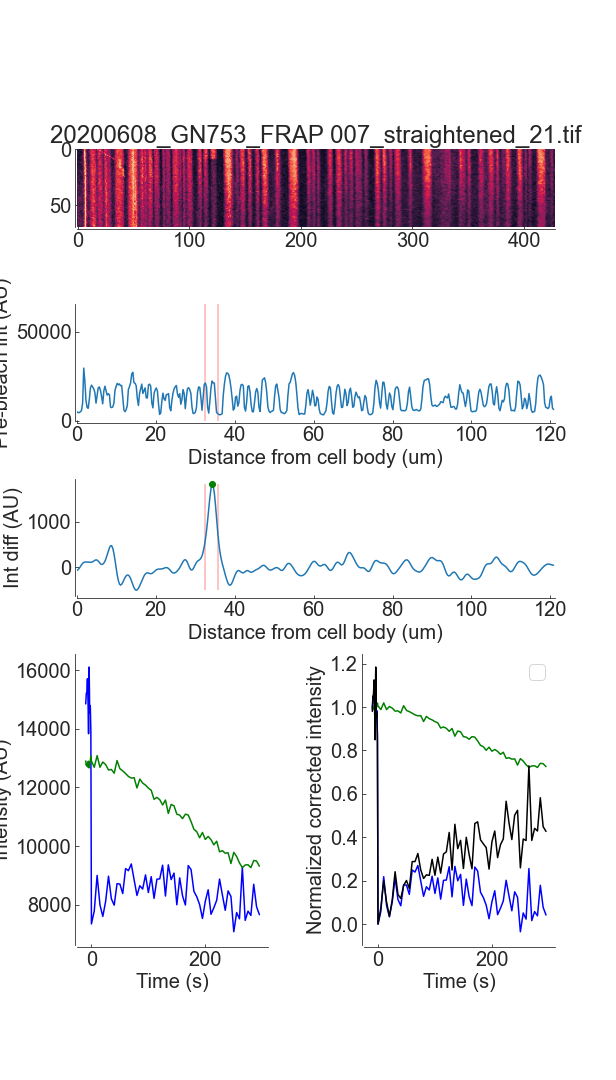 20200608_GN753_FRAP 007_straightened_21.tif
0
50
0 100 200 300 400
Pre-bleach Int (AU)
50000
0
0 20 40 60 80 100 120
Distance from cell body (um)
Int diff (AU)
1000
0
0 20 40 60 80 100 120
Distance from cell body (um)
Intensity (AU)
16000
14000
12000
10000
8000
0 200
Time (s)
Normalized corrected intensity
1.2
1.0
0.8
0.6
0.4
0.2
0.0
0 200
Time (s)